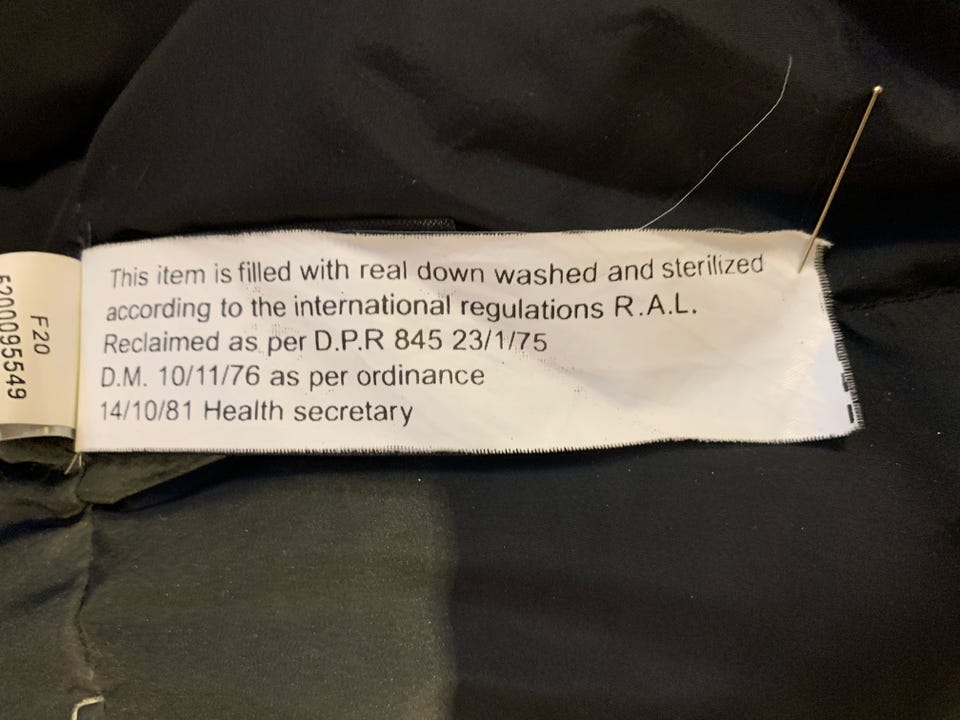 This item is filled with real down washed and sterilized
according to the international regulations R.A.L.
Reclaimed as per D.P.R 845 23/1/75
D.M. 10/11/76 as per ordinance
14/10/81 Health secretary
F20
5200095549